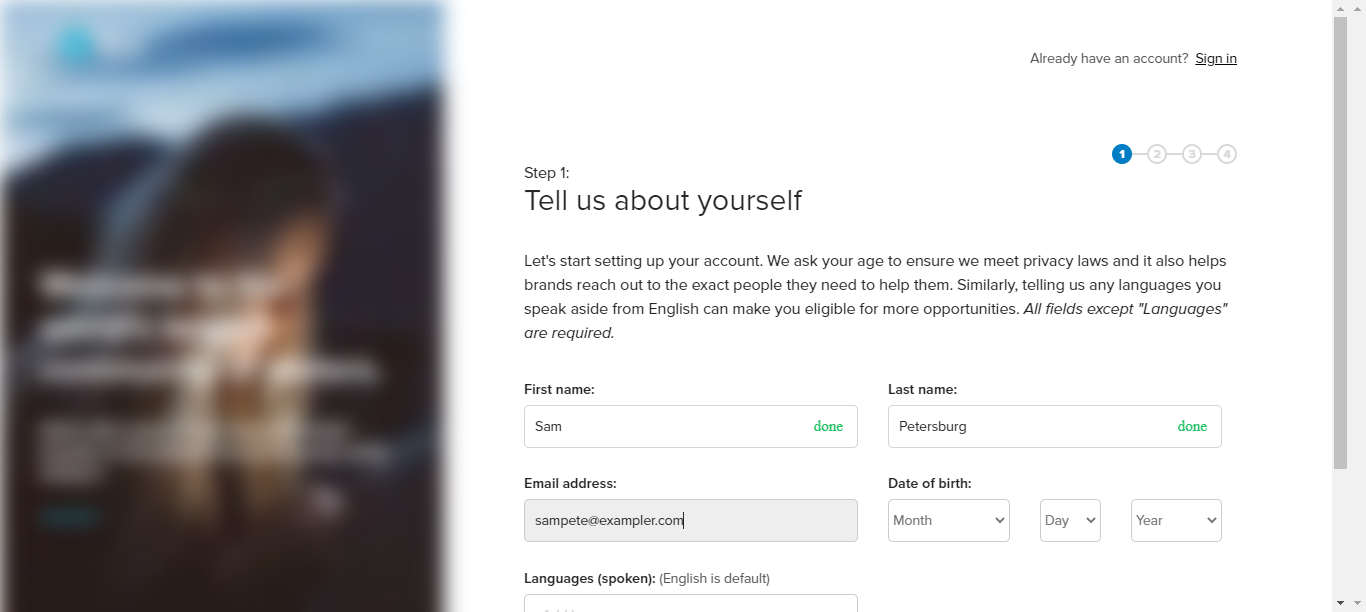 Already have an account? Sign in
1 2 3 4
Step 1:
Tell us about yourself
Let's start setting up your account. We ask your age to ensure we meet privacy laws and it also helps
brands reach out to the exact people they need to help them. Similarly, telling us any languages you
speak aside from English can make you eligible for more opportunities. All fields except "Languages"
are required.
First name:
Last name:
Sam done
Petersburg done
Email address:
Date of birth:
sampete@exampler.com
Month Day Year
Languages (spoken): (English is default)